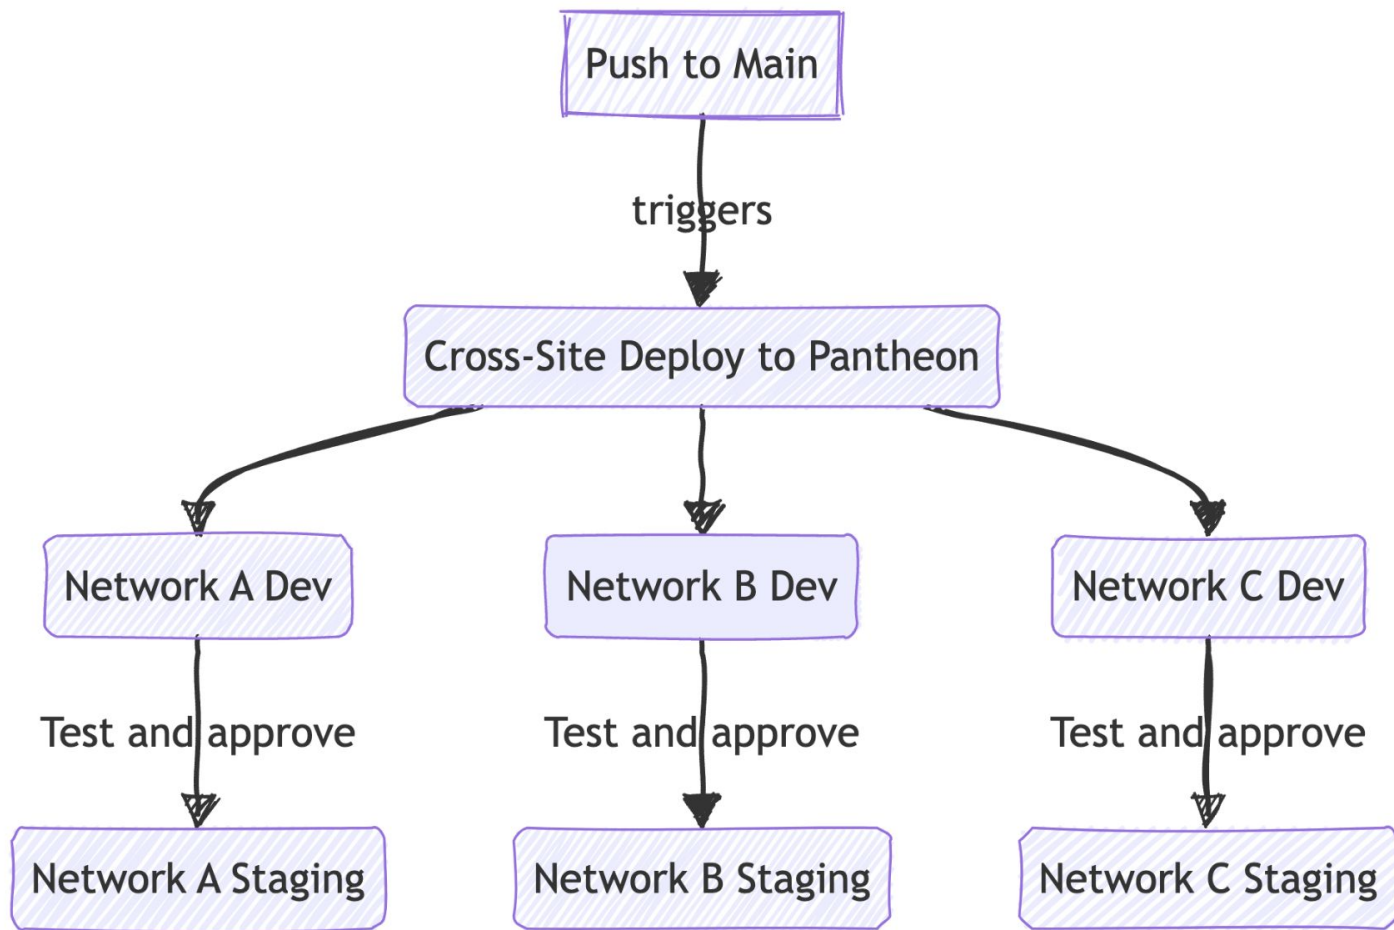 Push to Main
triggers
Cross-Site Deploy to Pantheon
Network A Dev
Network B Dev
Network C Dev
Test and approve
Test and approve
Test and approve
Network A Staging
Network B Staging
Network C Staging